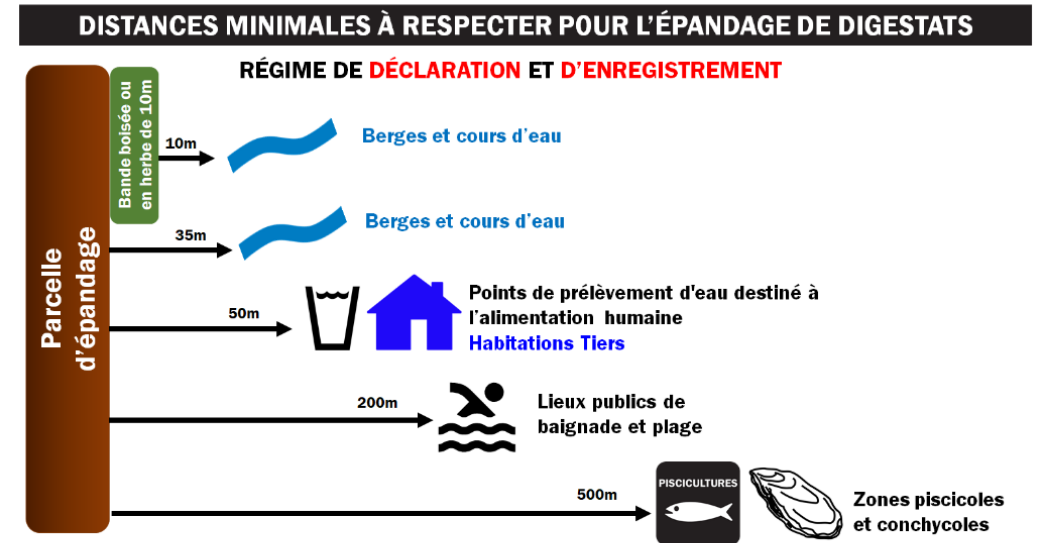 DISTANCES MINIMALES À RESPECTER POUR L'ÉPANDAGE DE DIGESTATS
RÉGIME DE DÉCLARATION ET D'ENREGISTREMENT
Parcelle
d'épandage
Bande boisée ou
en herbe de 10m
10m
Berges et cours d'eau
35m
Berges et cours d'eau
50m
Points de prélèvement d'eau destiné à
l'alimentation humaine
Habitations Tiers
200m
Lieux publics de
baignade et plage
500m
PISCICULTURES
Zones piscicoles
et conchycoles